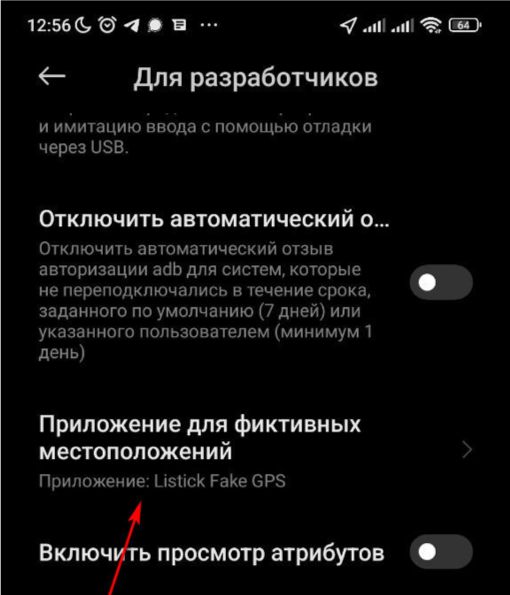 12:56
64
Для разработчиков
и имитацию ввода с помощью отладки
через USB.
Отключить автоматический о...
Отключить автоматический отзыв
авторизации adb для систем, которые
не переподключались в течение срока,
заданного по умолчанию (7 дней) или
указанного пользователем (минимум 1
день)
Приложение для фиктивных
местоположений
Приложение: Listick Fake GPS
Включить просмотр атрибутов